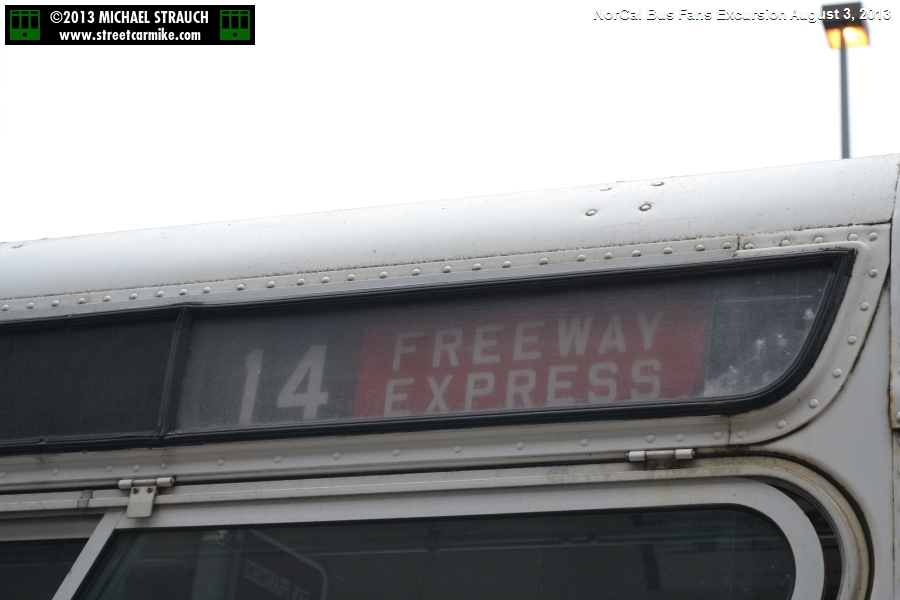 ©2013 MICHAEL STRAUCH
www.streetcarmike.com
NorCal Bus Fans Excursion August 3, 2013
14 FREEWAY
EXPRESS